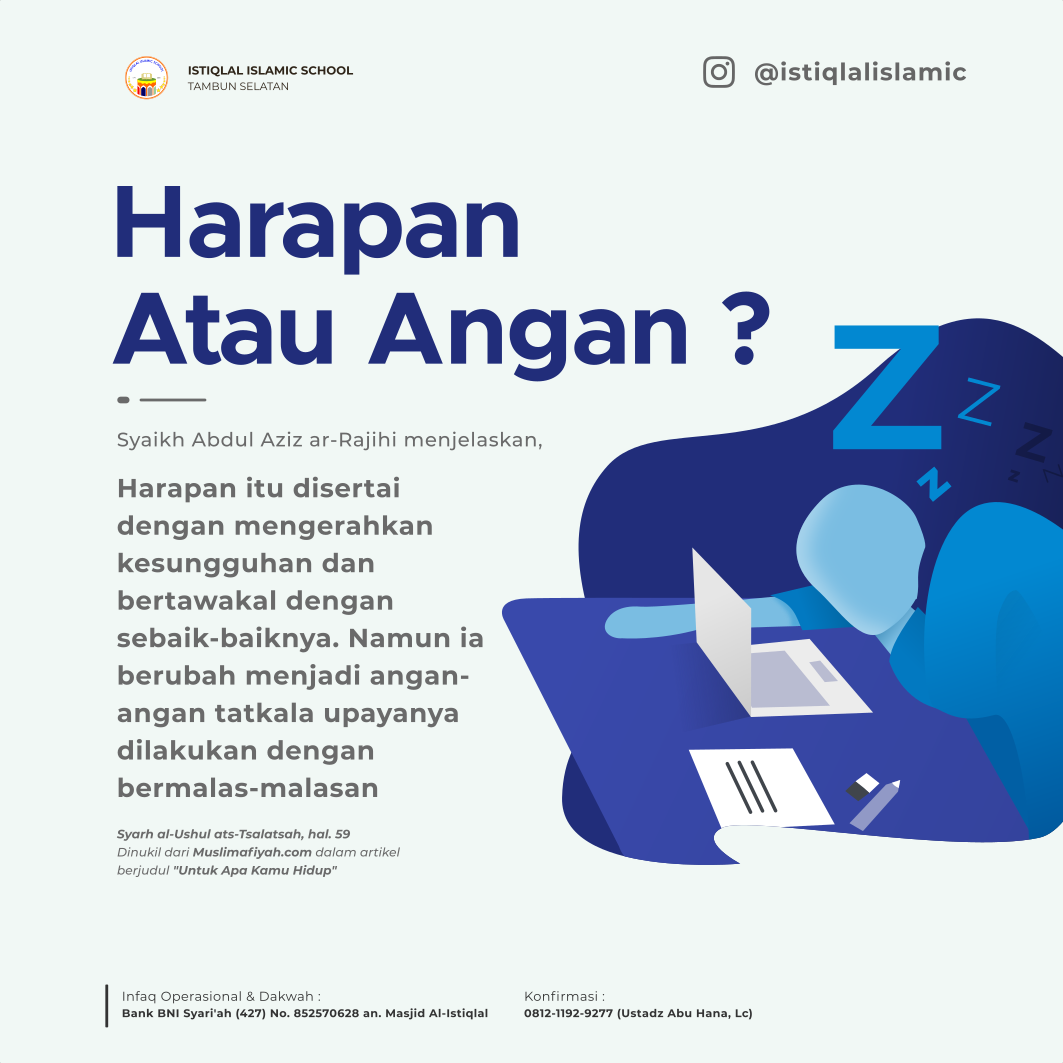 ISTIQLAL ISLAMIC SCHOOL
TAMBUN SELATAN
@istiqlalislamic
Harapan
Atau Angan ?
Syaikh Abdul Aziz ar-Rajihi menjelaskan,
Harapan itu disertai
dengan mengerahkan
kesungguhan dan
bertawakal dengan
sebaik-baiknya. Namun ia
berubah menjadi angan-
angan tatkala upayanya
dilakukan dengan
bermalas-malasan
Syarh al-Ushul ats-Tsalatsah, hal. 59
Dinukil dari Muslimafiyah.com dalam artikel
berjudul "Untuk Apa Kamu Hidup"
Z
Z
Z
z
Z
Z
Infaq Operasional & Dakwah :
Bank BNI Syari'ah (427) No. 852570628 an. Masjid Al-Istiqlal
Konfirmasi :
0812-1192-9277 (Ustadz Abu Hana, Lc)